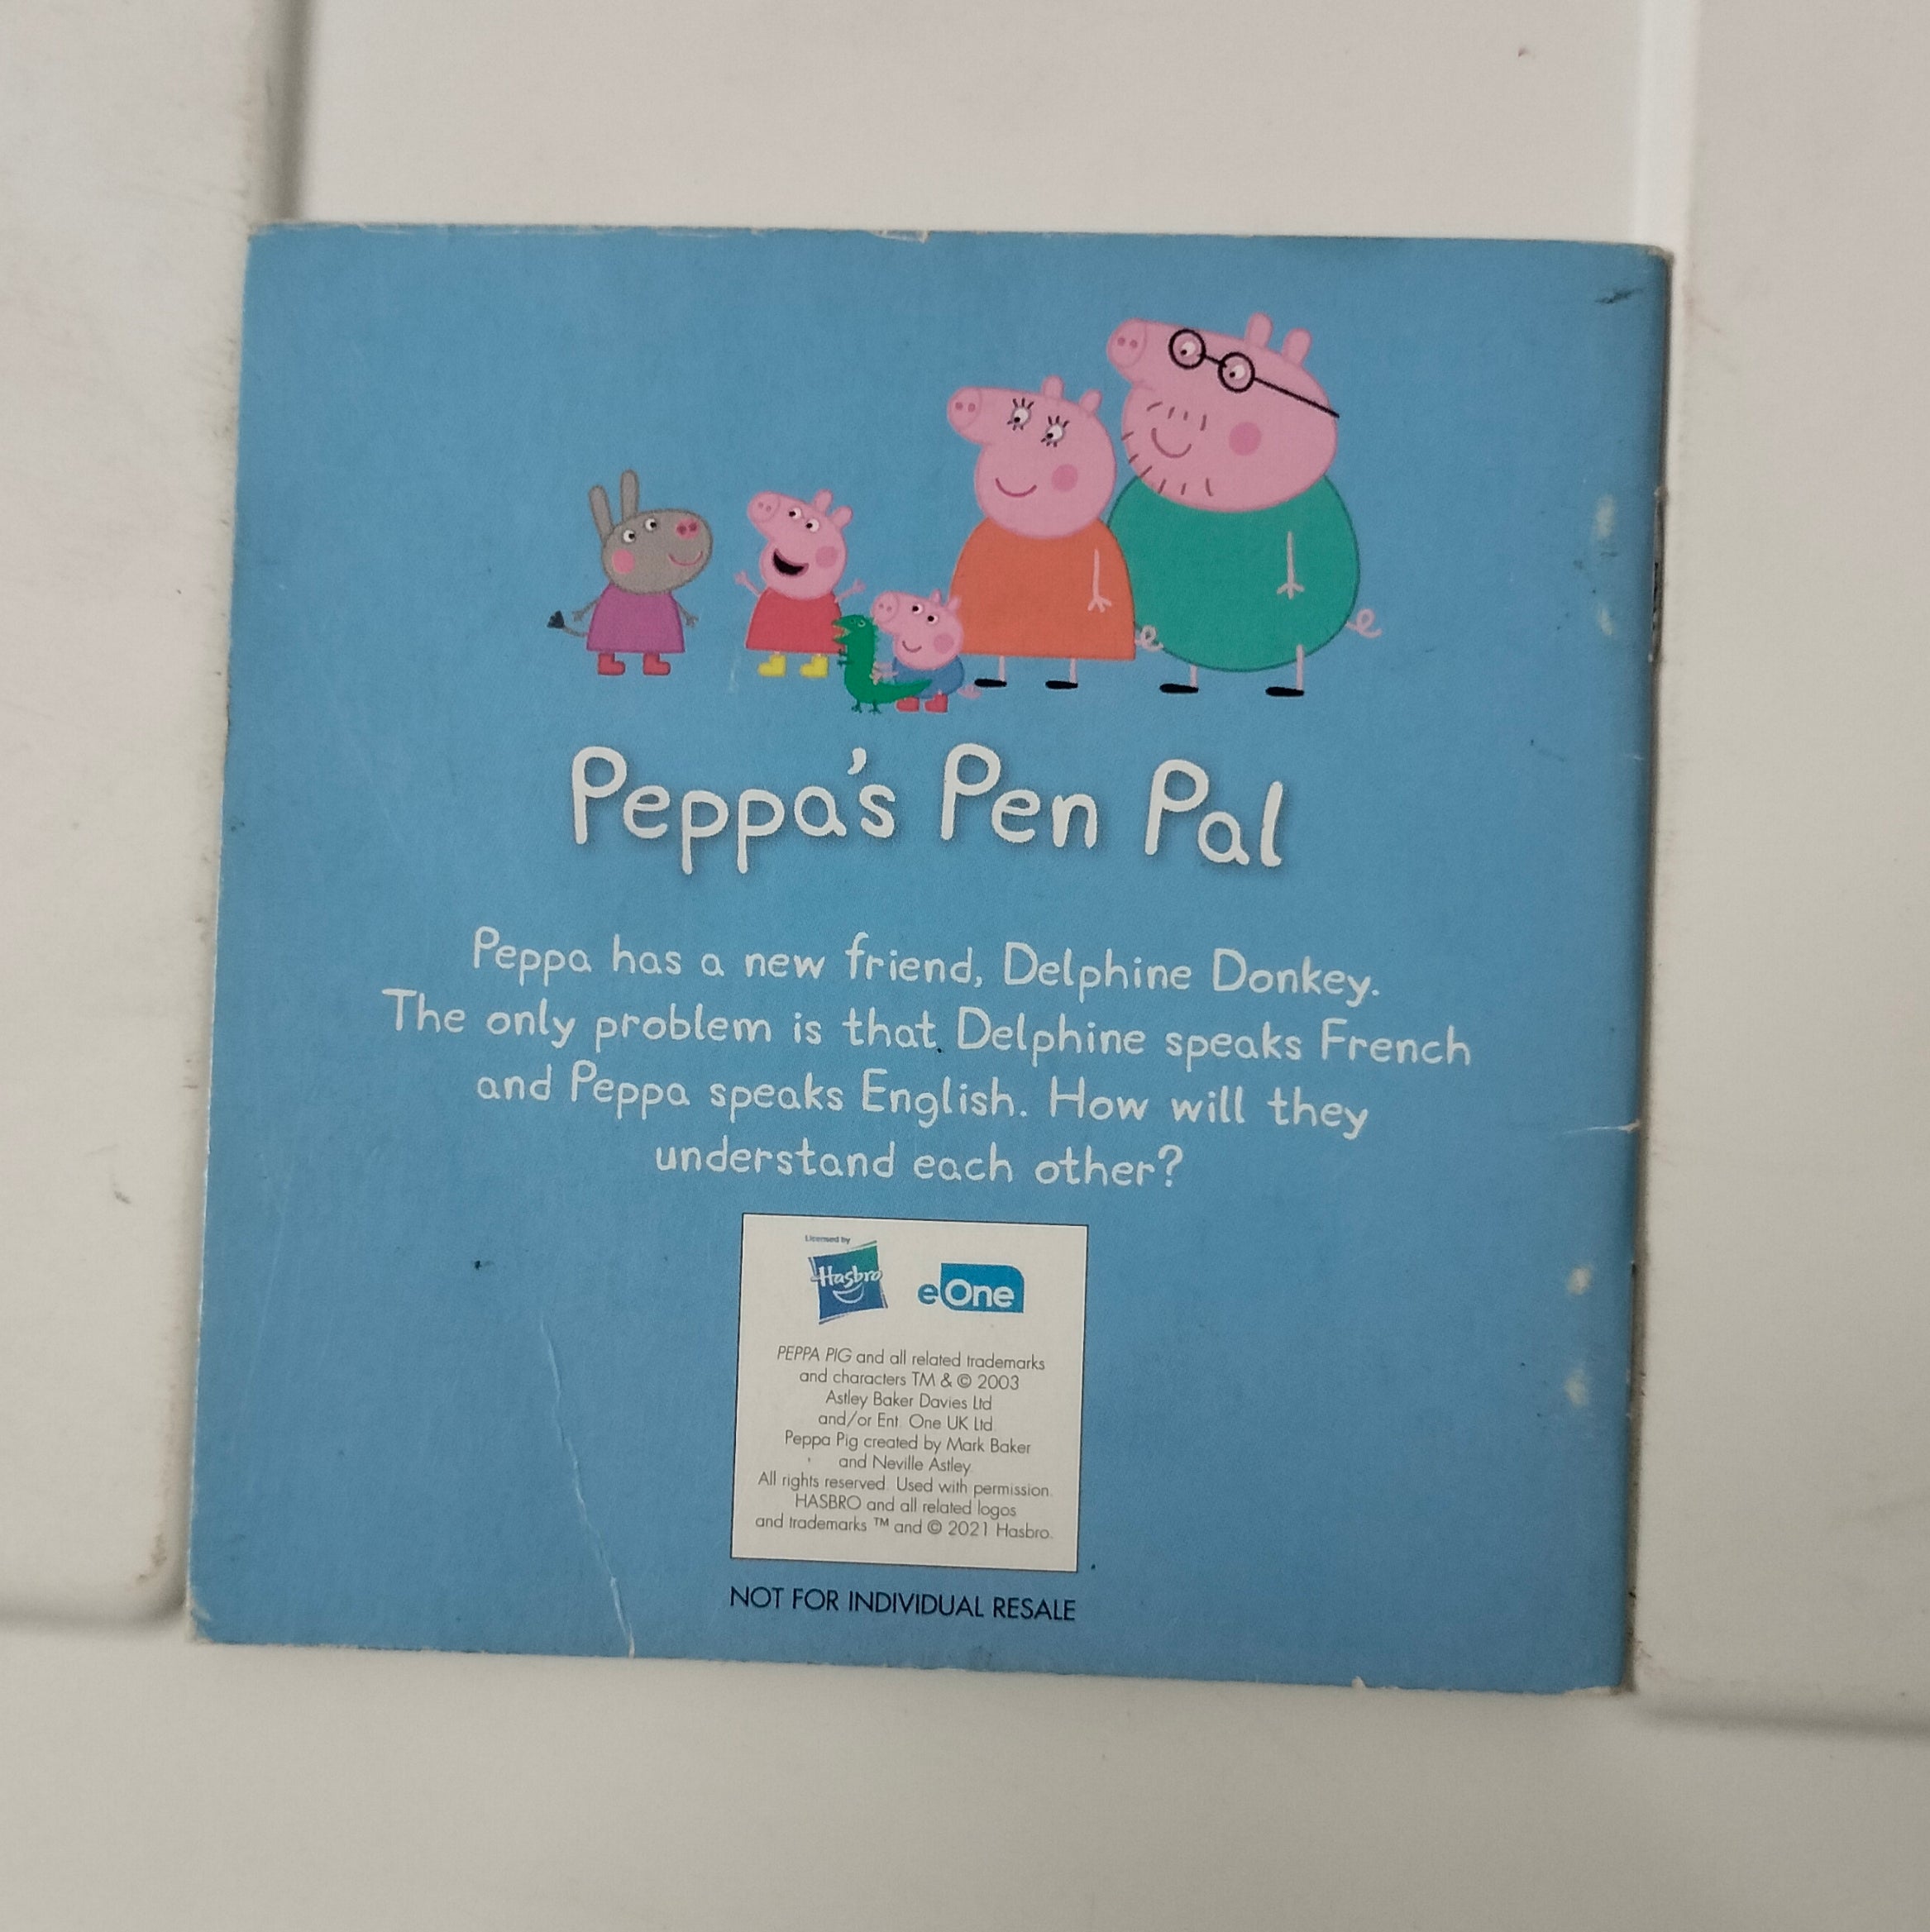 Peppa's Pen Pal
Peppa has a new friend, Delphine Donkey.
The only problem is that Delphine speaks French
and Peppa speaks English. How will they
understand each other?
Licensed by
Hasbro
eOne
PEPPA PIG and all related trademarks
and characters TM & © 2003
Astley Baker Davies Ltd
and/or Ent. One UK Ltd.
Peppa Pig created by Mark Baker
and Neville Astley.
All rights reserved. Used with permission.
HASBRO and all related logos
and trademarks ™ and © 2021 Hasbro.
NOT FOR INDIVIDUAL RESALE